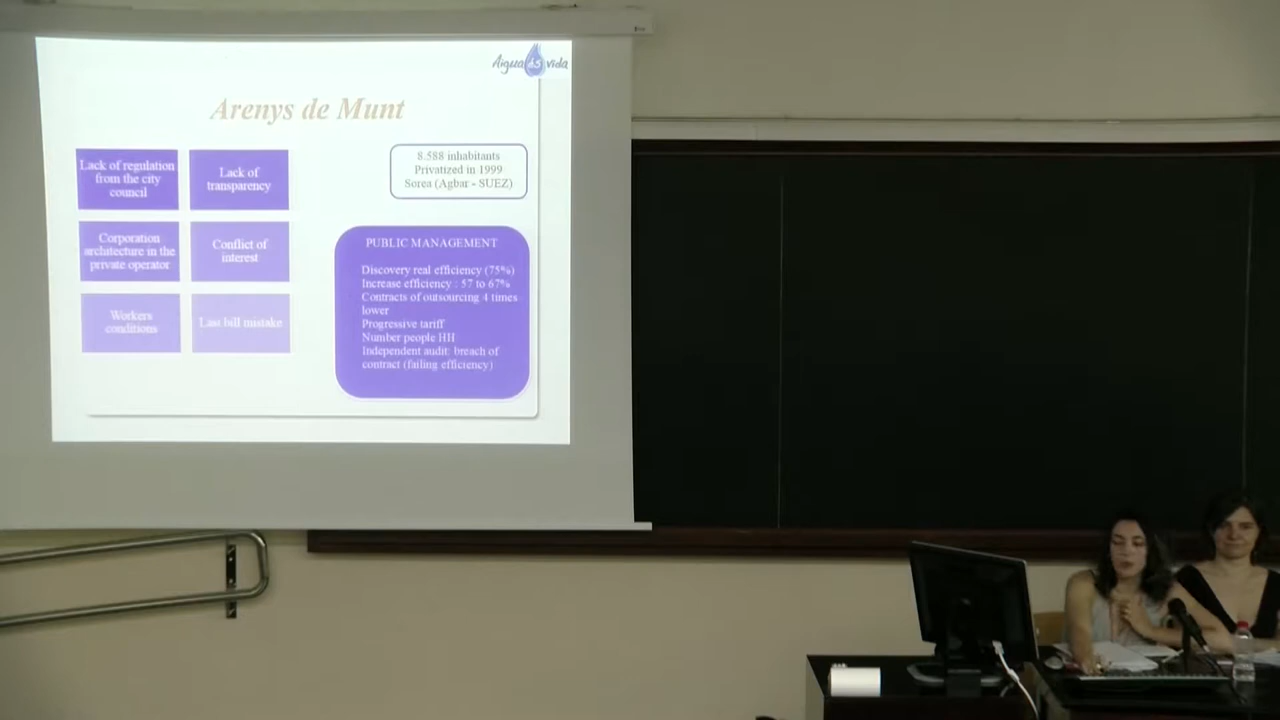 Aigua és vida
Arenys de Munt
Lack of regulation
from the city
council
Lack of
transparency
8.588 inhabitants
Privatized in 1999
Sorea (Agbar - SUEZ)
Corporation
architecture in the
private operator
Conflict of
interest
Workers
conditions
Last bill mistake
PUBLIC MANAGEMENT
Discovery real efficiency (75%)
Increase efficiency : 57 to 67%
Contracts of outsourcing 4 times
lower
Progressive tariff
Number people HH
Independent audit: breach of
contract (failing efficiency)